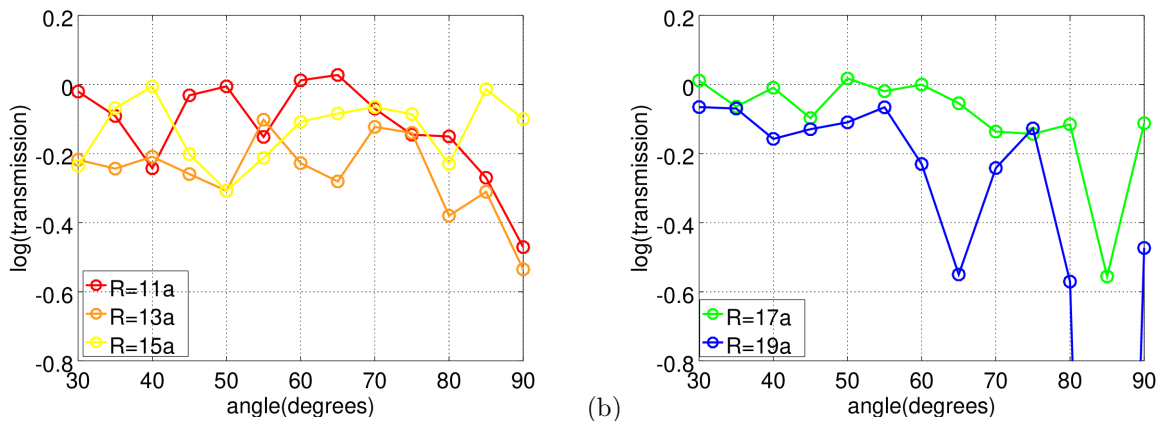 0.2
0
-0.2
-0.4
-0.6
-0.8
log(transmission)
R=11a
R=13a
R=15a
30 40 50 60 70 80 90
angle(degrees)
(b)
0.2
0
-0.2
-0.4
-0.6
-0.8
log(transmission)
R=17a
R=19a
30 40 50 60 70 80 90
angle(degrees)